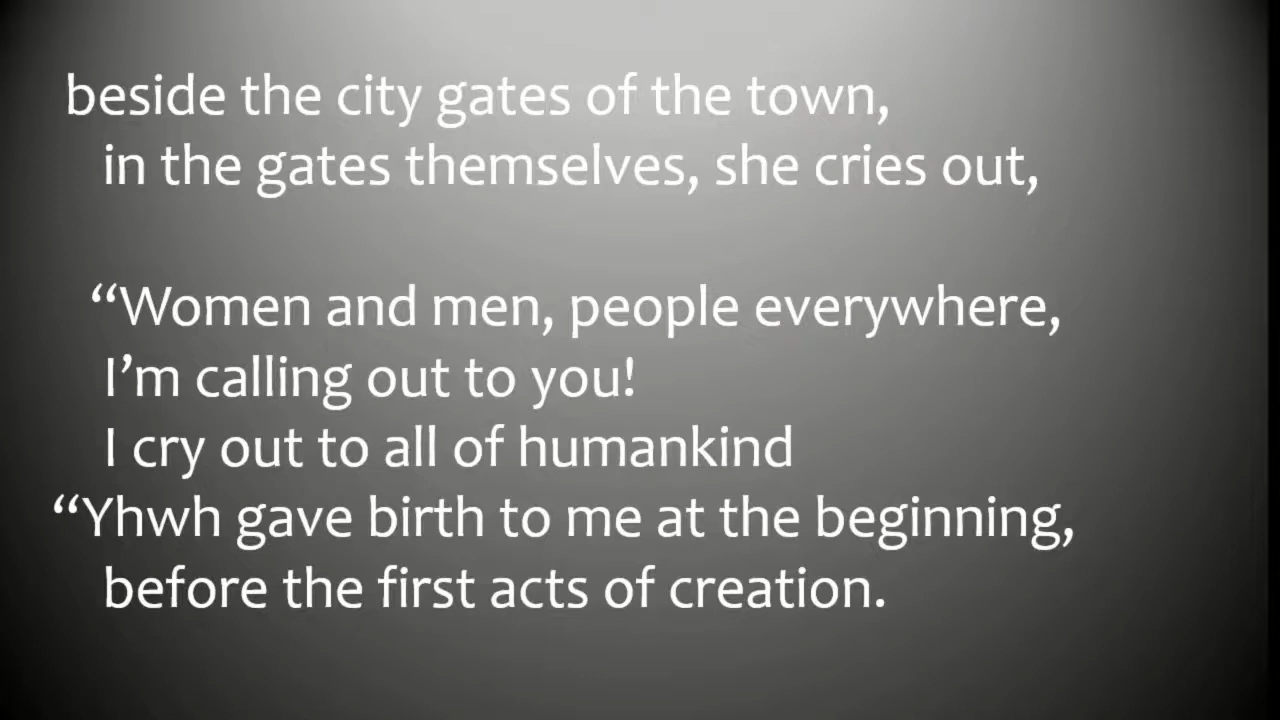 beside the city gates of the town,
in the gates themselves, she cries out,
“Women and men, people everywhere,
I’m calling out to you!
I cry out to all of humankind
“Yhwh gave birth to me at the beginning,
before the first acts of creation.